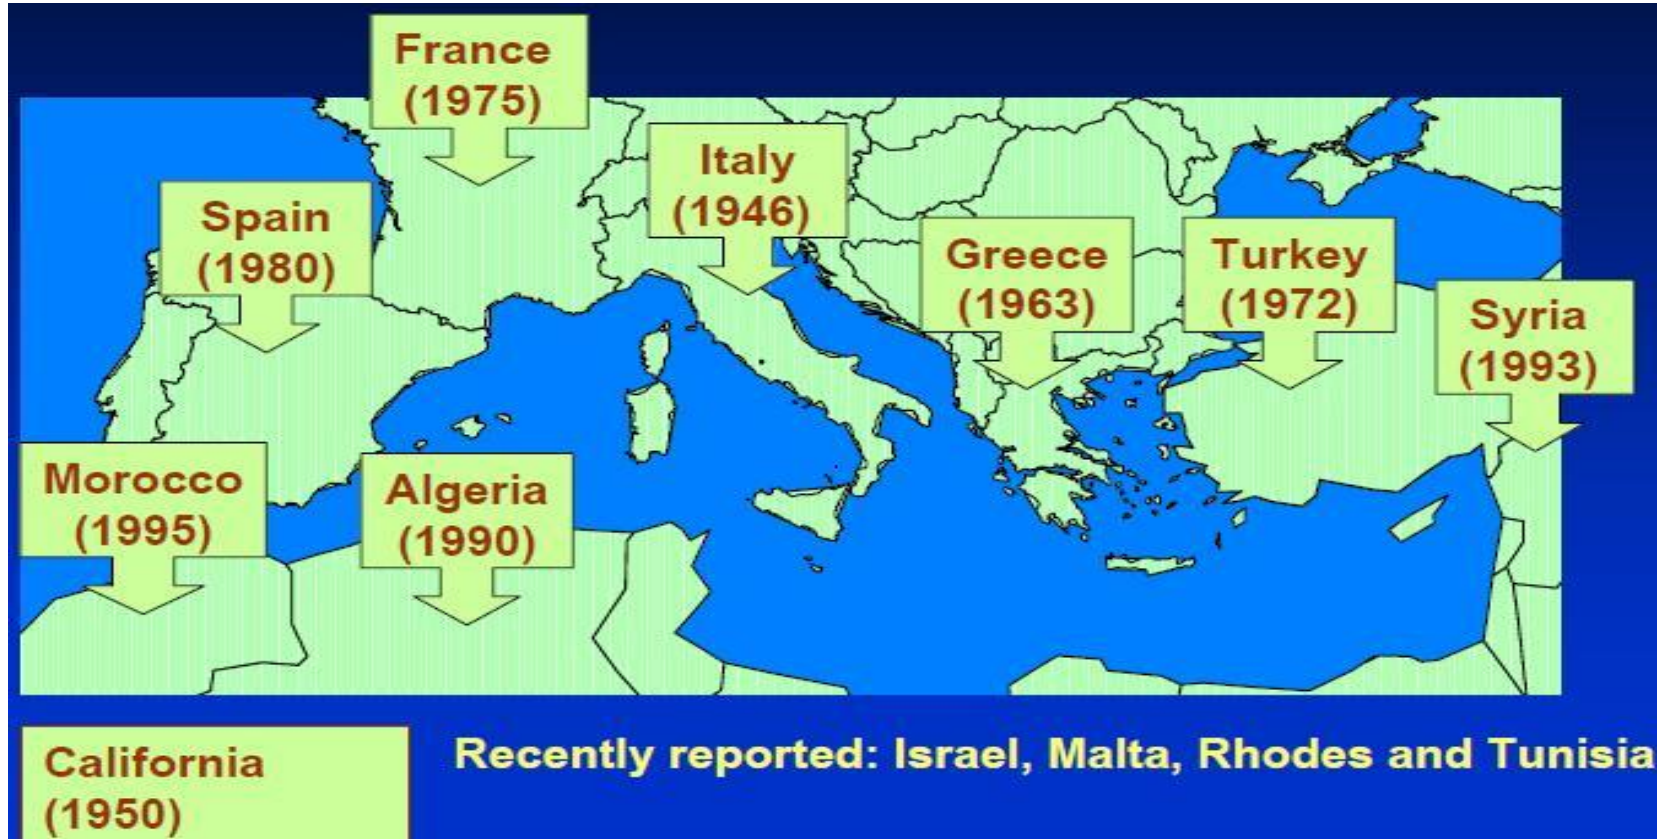 France
(1975)
Italy
(1946)
Spain
(1980)
Greece
(1963)
Turkey
(1972)
Syria
(1993)
Morocco
(1995)
Algeria
(1990)
California
(1950)
Recently reported: Israel, Malta, Rhodes and Tunisia